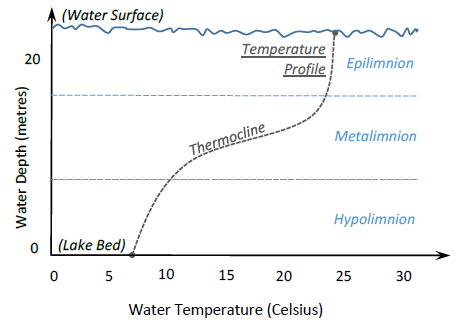 (Water Surface)
20
Temperature
Profile
Epilimnion
Thermocline
Metalimnion
Water Depth (metres)
Hypolimnion
0
(Lake Bed)
0 5 10 15 20 25 30
Water Temperature (Celsius)